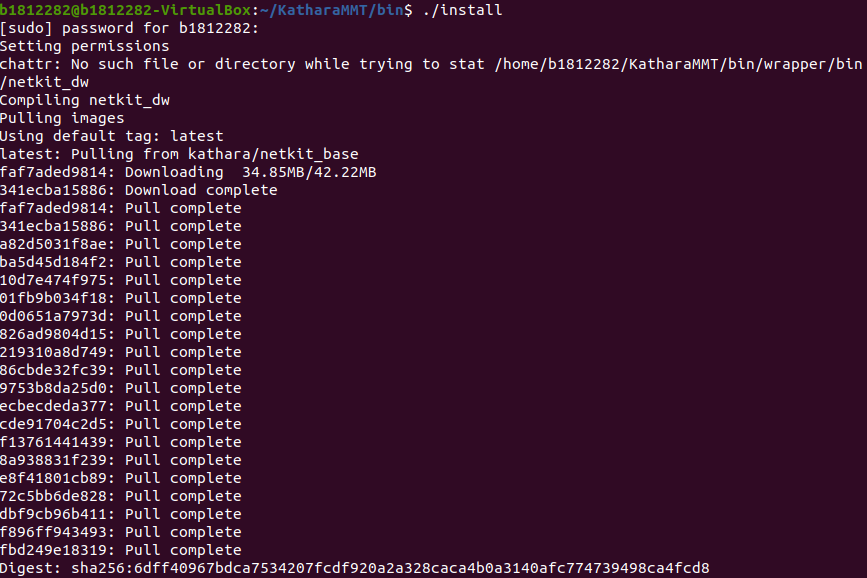 b1812282@b1812282-VirtualBox:~/KatharaMMT/bin$ ./install
[sudo] password for b1812282:
Setting permissions
chattr: No such file or directory while trying to stat /home/b1812282/KatharaMMT/bin/wrapper/bin
/netkit_dw
Compiling netkit_dw
Pulling images
Using default tag: latest
latest: Pulling from kathara/netkit_base
faf7aded9814: Downloading  34.85MB/42.22MB
341ecba15886: Download complete
faf7aded9814: Pull complete
341ecba15886: Pull complete
a82d5031f8ae: Pull complete
ba5d45d184f2: Pull complete
10d7e474f975: Pull complete
01fb9b034f18: Pull complete
0d0651a7973d: Pull complete
826ad9804d15: Pull complete
219310a8d749: Pull complete
86cbde32fc39: Pull complete
9753b8da25d0: Pull complete
ecbecdeda377: Pull complete
cde91704c2d5: Pull complete
f13761441439: Pull complete
8a938831f239: Pull complete
e8f41801cb89: Pull complete
72c5bb6de828: Pull complete
dbf9cb96b411: Pull complete
f896ff943493: Pull complete
fbd249e18319: Pull complete
Digest: sha256:6dff40967bdca7534207fcdf920a2a328caca4b0a3140afc774739498ca4fcd8